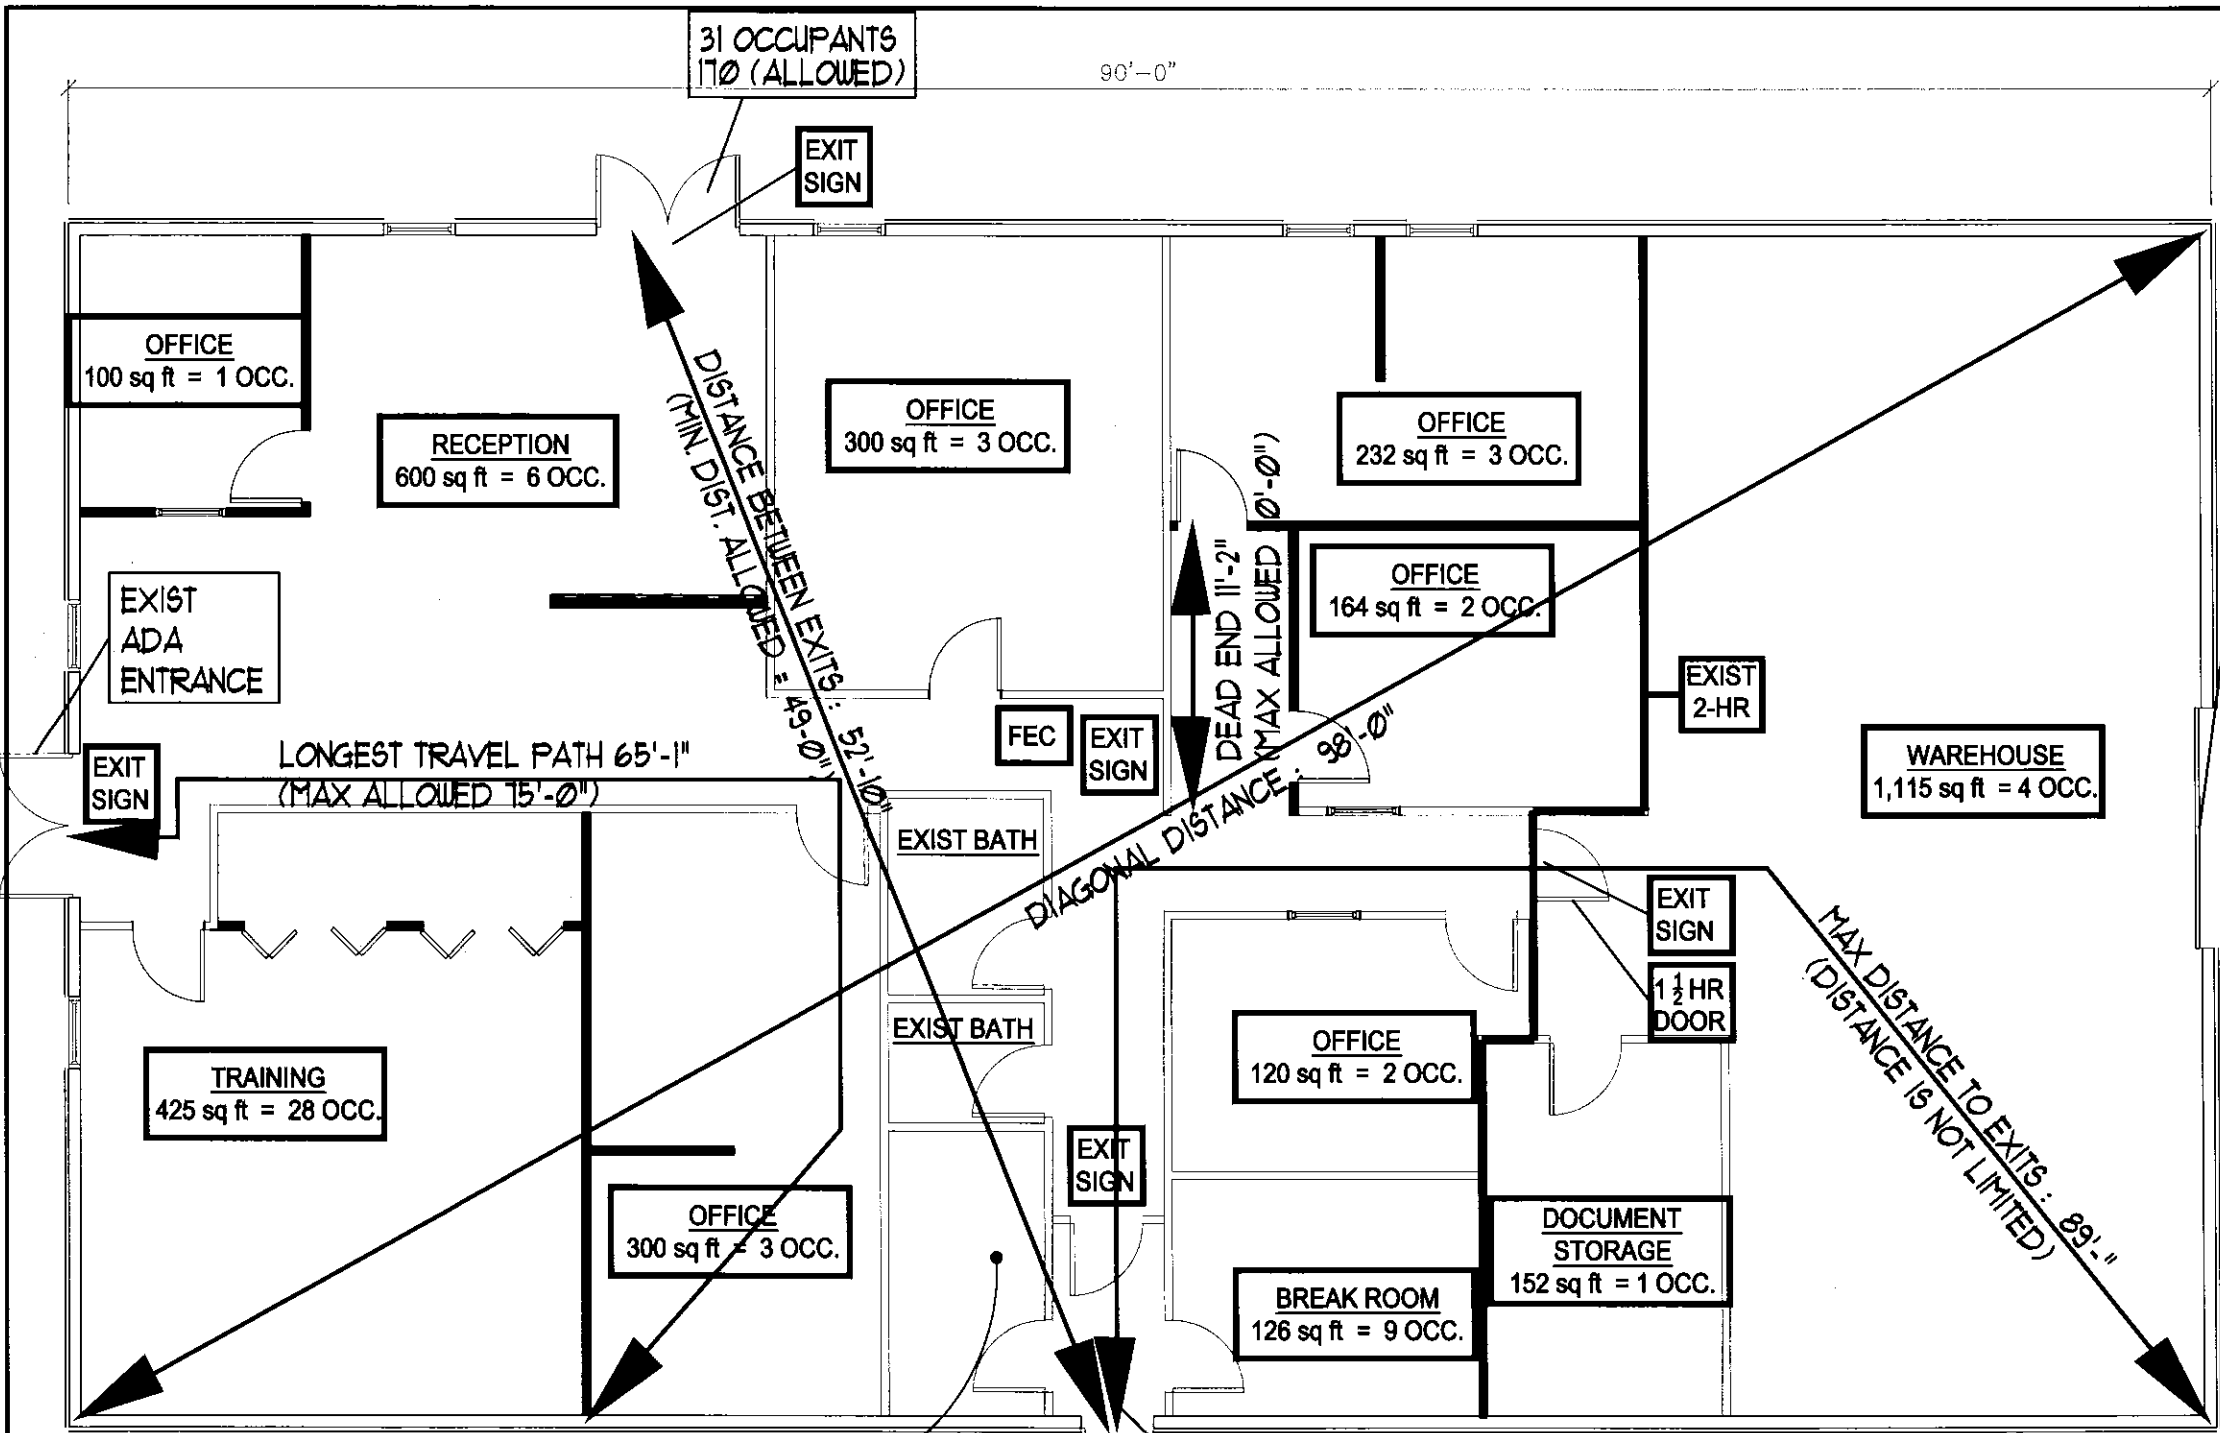 31 OCCUPANTS
170 (ALLOWED)
90'-0"
EXIT
SIGN
OFFICE
100 sq ft = 1 OCC.
RECEPTION
600 sq ft = 6 OCC.
OFFICE
300 sq ft = 3 OCC.
OFFICE
232 sq ft = 3 OCC.
DISTANCE BETWEEN EXITS : 52'-10"
(MIN. DIST. ALLOWED = 49'-0")
OFFICE
164 sq ft = 2 OCC.
DEAD END 11'-2"
(MAX ALLOWED 0'-0")
EXIST
ADA
ENTRANCE
EXIST
2-HR
FEC
EXIT
SIGN
WAREHOUSE
1,115 sq ft = 4 OCC.
EXIT
SIGN
LONGEST TRAVEL PATH 65'-1"
(MAX ALLOWED 75'-0")
DIAGONAL DISTANCE : 98'-0"
EXIST BATH
EXIT
SIGN
1 1/2 HR
DOOR
MAX DISTANCE TO EXITS : 89'-"
(DISTANCE IS NOT LIMITED)
EXIST BATH
OFFICE
120 sq ft = 2 OCC.
TRAINING
425 sq ft = 28 OCC.
EXIT
SIGN
OFFICE
300 sq ft = 3 OCC.
DOCUMENT
STORAGE
152 sq ft = 1 OCC.
BREAK ROOM
126 sq ft = 9 OCC.